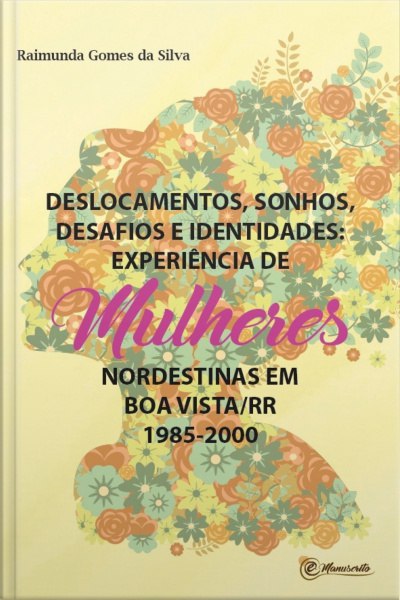 Raimunda Gomes da Silva
DESLOCAMENTOS, SONHOS,
DESAFIOS E IDENTIDADES:
EXPERIÊNCIA DE
Mulheres
NORDESTINAS EM
BOA VISTA/RR
1985-2000
e Manuscrito